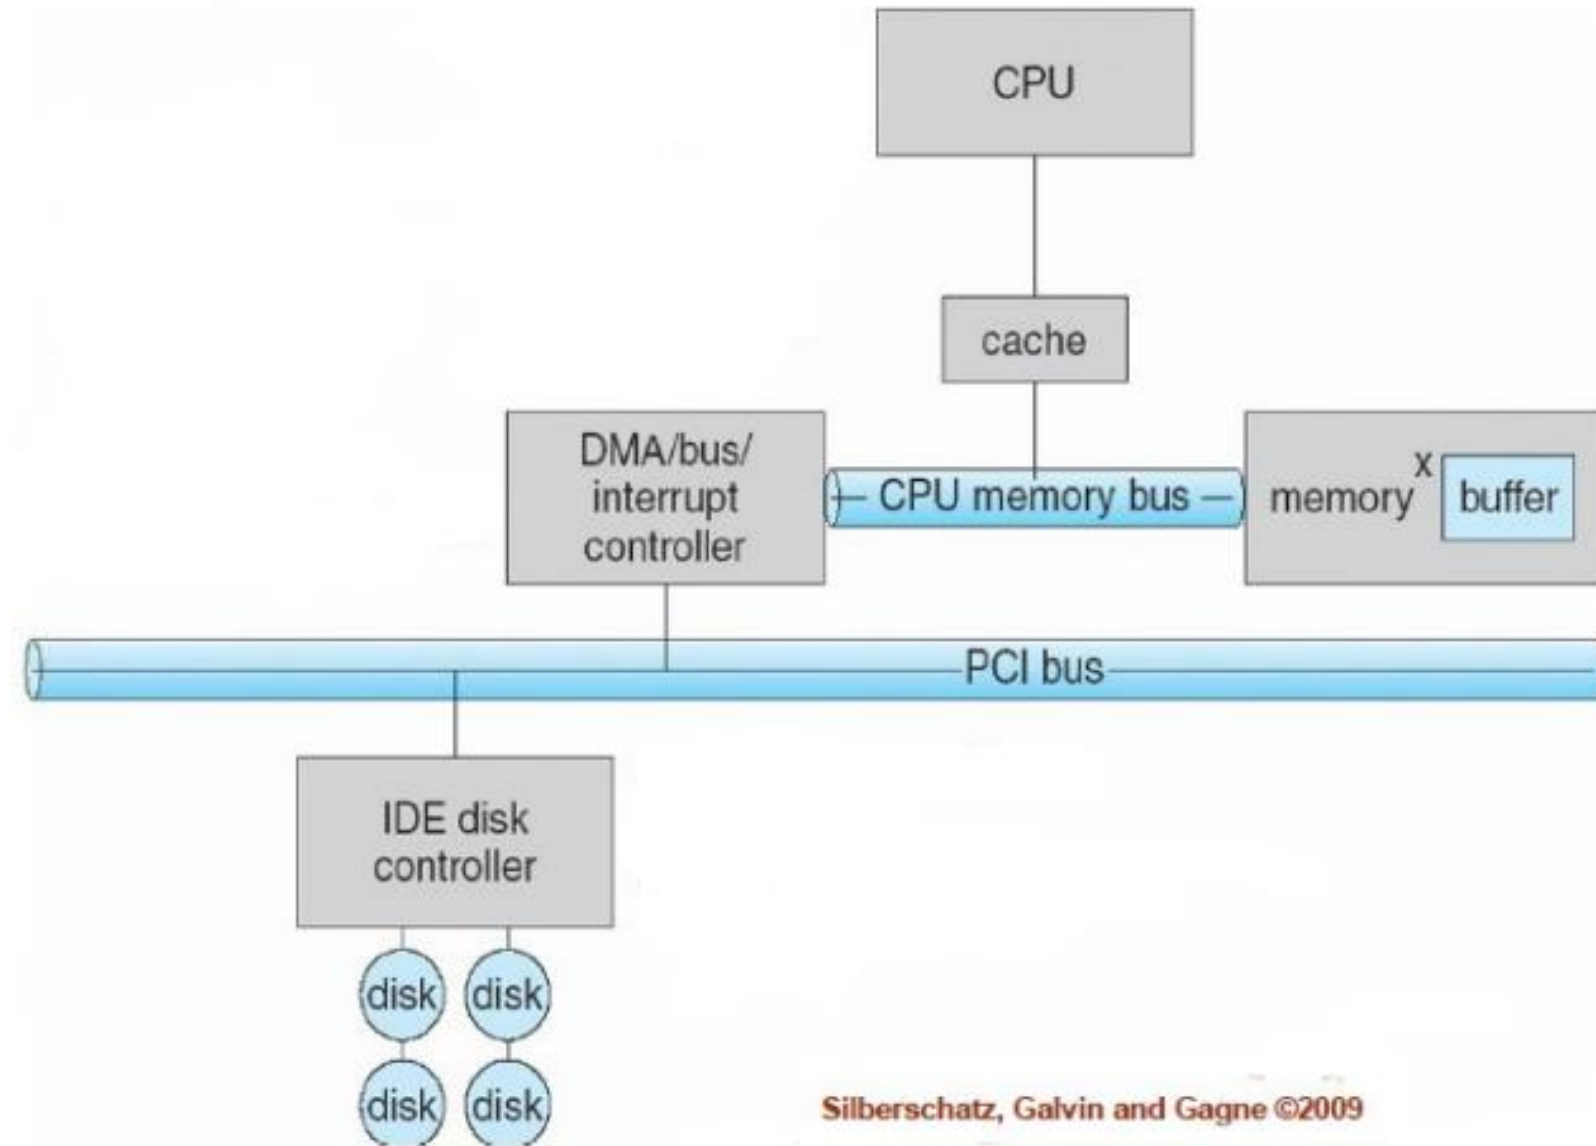 CPU
cache
DMA/bus/
interrupt
controller
CPU memory bus
memory
x
buffer
PCI bus
IDE disk
controller
disk disk
disk disk
Silberschatz, Galvin and Gagne ©2009